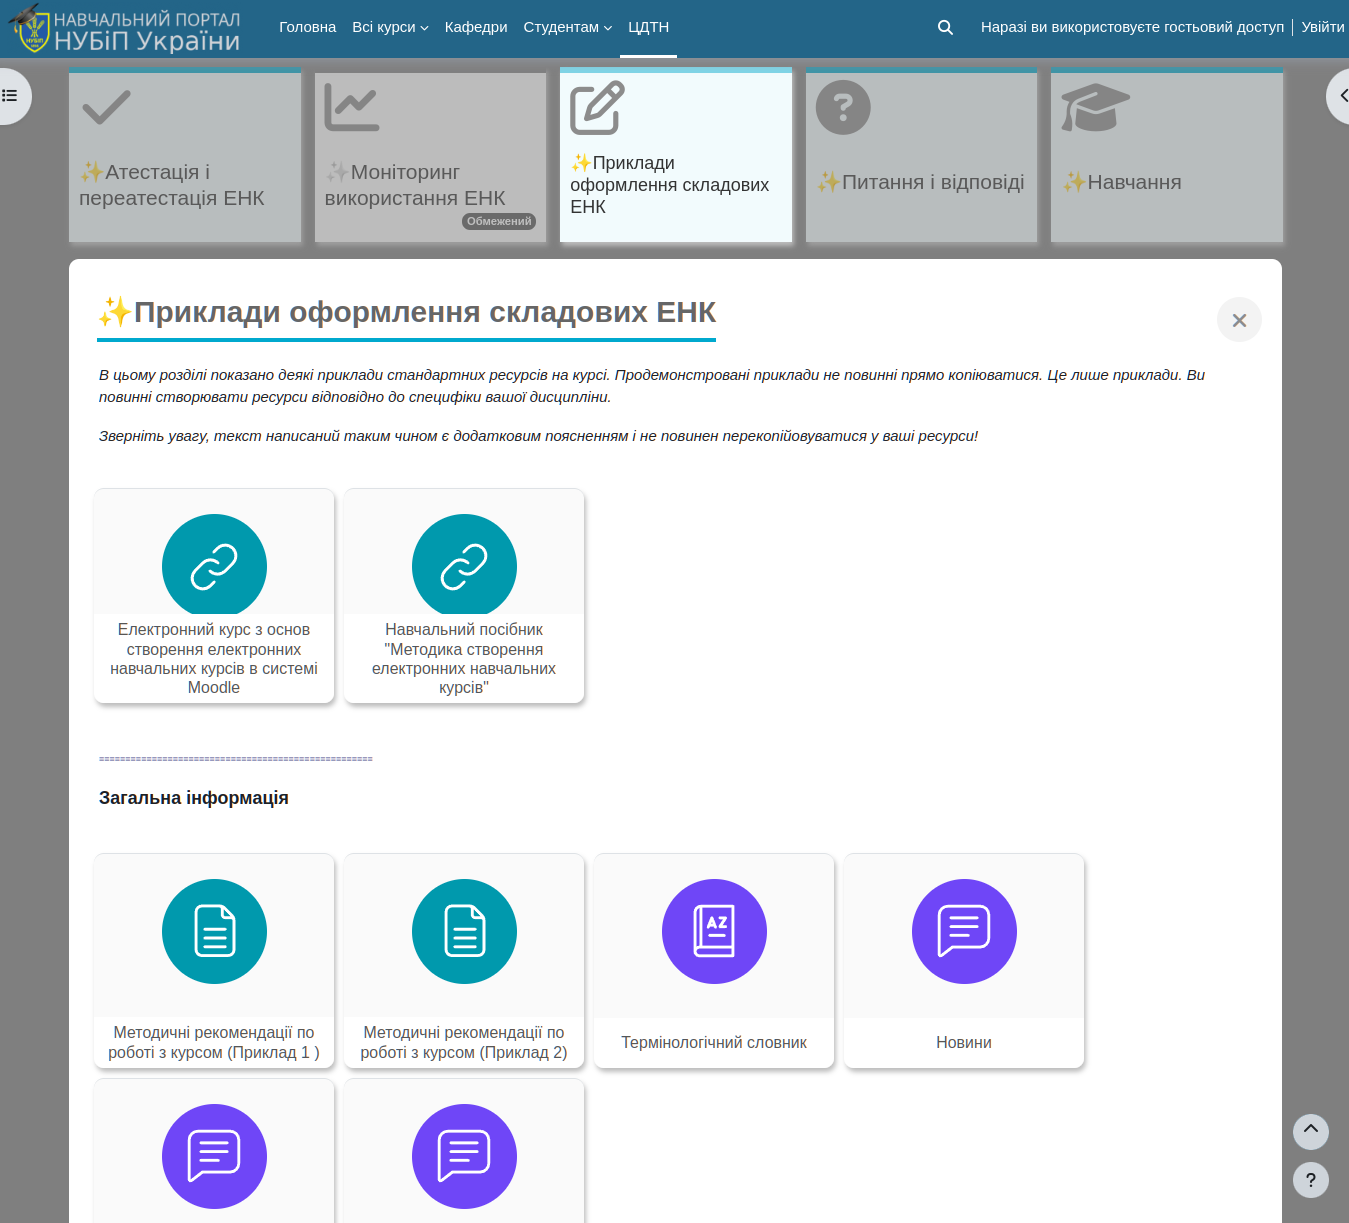 НАВЧАЛЬНИЙ ПОРТАЛ
НУБіП України
НУБІП
Головна
Всі курси
Кафедри
Студентам
ЦДТН
Наразі ви використовуєте гостьовий доступ
Увійти
✨Атестація і
переатестація ЕНК
✨Моніторинг
використання ЕНК
Обмежений
✨Приклади
оформлення складових
ЕНК
✨Питання і відповіді
✨Навчання
✨Приклади оформлення складових ЕНК
В цьому розділі показано деякі приклади стандартних ресурсів на курсі. Продемонстровані приклади не повинні прямо копіюватися. Це лише приклади. Ви
повинні створювати ресурси відповідно до специфіки вашої дисципліни.
Зверніть увагу, текст написаний таким чином є додатковим поясненням і не повинен перекопійовуватися у ваші ресурси!
Електронний курс з основ
створення електронних
навчальних курсів в системі
Moodle
Навчальний посібник
"Методика створення
електронних навчальних
курсів"
Загальна інформація
Методичні рекомендації по
роботі з курсом (Приклад 1 )
Методичні рекомендації по
роботі з курсом (Приклад 2)
AZ
Термінологічний словник
Новини